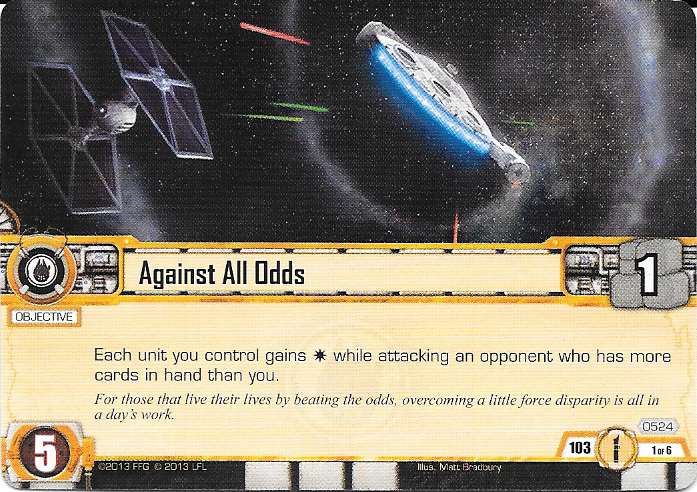 Against All Odds
1
OBJECTIVE
Each unit you control gains ✷ while attacking an opponent who has more
cards in hand than you.
For those that live their lives by beating the odds, overcoming a little force disparity is all in
a day's work.
0524
5
103
1 OF 6
©2013 FFG © 2013 LFL
Illus. Matt Bradbury